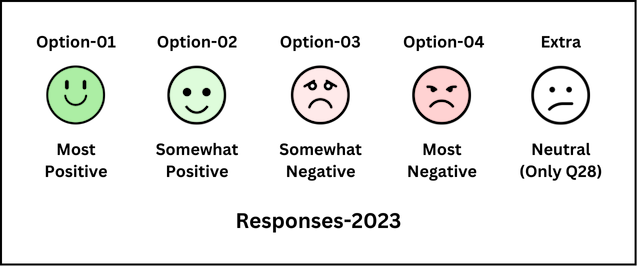 Option-01 Option-02 Option-03 Option-04 Extra
Most Somewhat Somewhat Most Neutral
Positive Positive Negative Negative (Only Q28)
Responses-2023